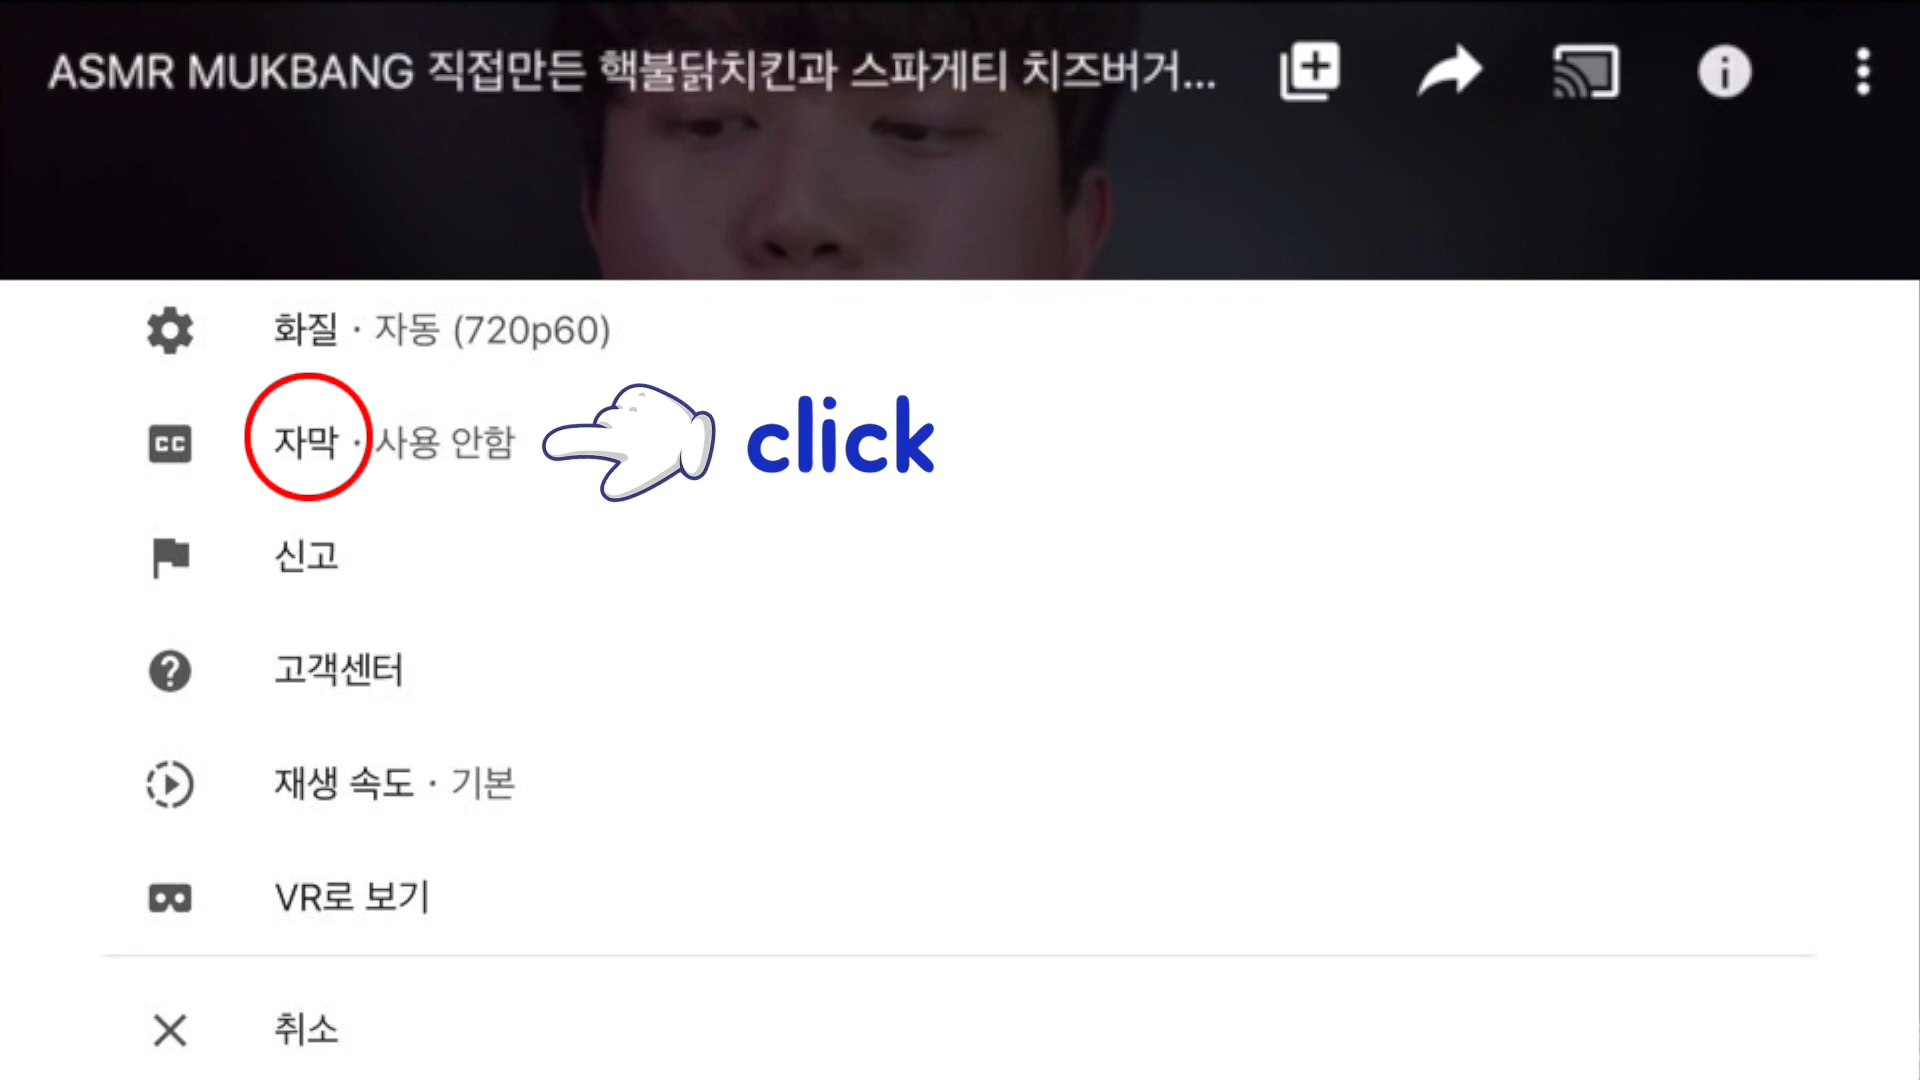 ASMR MUKBANG 직접만든 핵불닭치킨과 스파게티 치즈버거...
화질 · 자동 (720p60)
CC 자막 · 사용 안함 click
신고
고객센터
재생 속도 · 기본
VR로 보기
취소